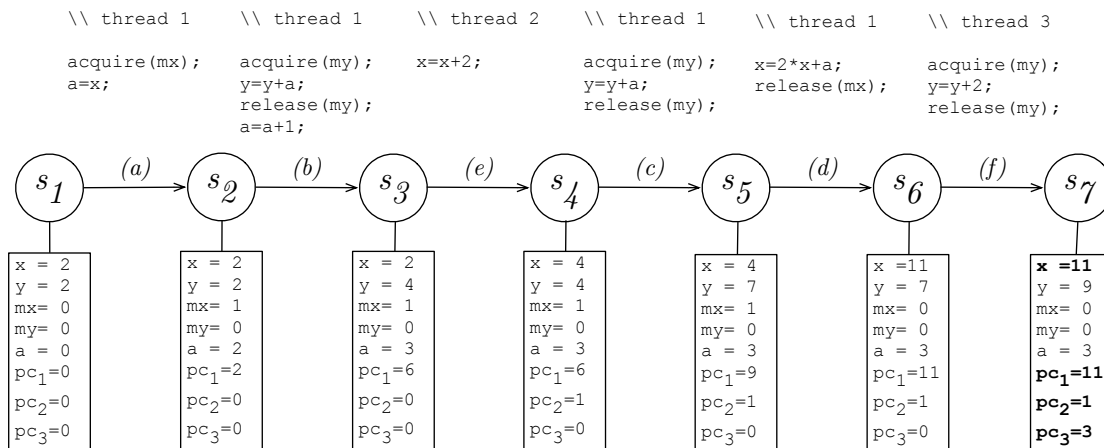 \\ thread 1
\\ thread 1
\\ thread 2
\\ thread 1
\\ thread 1
\\ thread 3
acquire(mx);
a=x;
acquire(my);
y=y+a;
release(my);
a=a+1;
x=x+2;
acquire(my);
y=y+a;
release(my);
x=2*x+a;
release(mx);
acquire(my);
y=y+2;
release(my);
s1 (a) s2 (b) s3 (e) s4 (c) s5 (d) s6 (f) s7
x = 2
y = 2
mx= 0
my= 0
a = 0
pc1=0
pc2=0
pc3=0
x = 2
y = 2
mx= 1
my= 0
a = 2
pc1=2
pc2=0
pc3=0
x = 2
y = 4
mx= 1
my= 0
a = 3
pc1=6
pc2=0
pc3=0
x = 4
y = 4
mx= 1
my= 0
a = 3
pc1=6
pc2=1
pc3=0
x = 4
y = 7
mx= 1
my= 0
a = 3
pc1=9
pc2=1
pc3=0
x =11
y = 7
mx= 0
my= 0
a = 3
pc1=11
pc2=1
pc3=0
x =11
y = 9
mx= 0
my= 0
a = 3
pc1=11
pc2=1
pc3=3